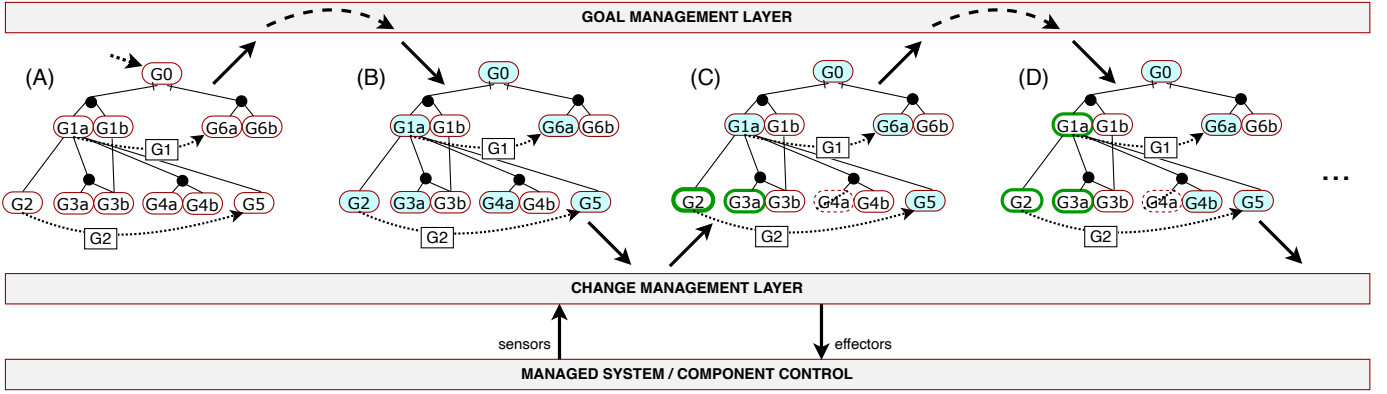 GOAL MANAGEMENT LAYER
(A)
G0
G1a G1b
G6a G6b
G1
G2
G3a G3b
G4a G4b
G5
G2
(B)
G0
G1a G1b
G6a G6b
G1
G2
G3a G3b
G4a G4b
G5
G2
(C)
G0
G1a G1b
G6a G6b
G1
G2
G3a G3b
G4a G4b
G5
G2
(D)
G0
G1a G1b
G6a G6b
G1
G2
G3a G3b
G4a G4b
G5
G2
...
CHANGE MANAGEMENT LAYER
sensors
effectors
MANAGED SYSTEM / COMPONENT CONTROL